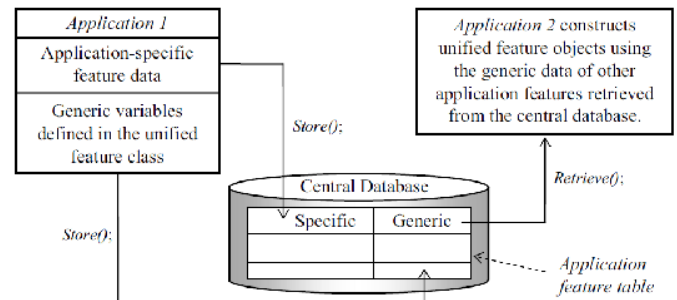 Application 1
Application-specific
feature data
Generic variables
defined in the unified
feature class
Application 2 constructs
unified feature objects using
the generic data of other
application features retrieved
from the central database.
Store();
Retrieve();
Central Database
Specific
Generic
Store();
Application
feature table